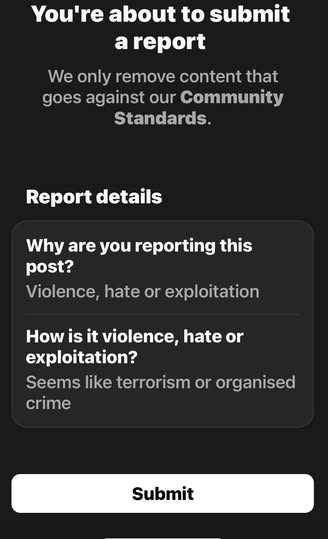 You're about to submit
a report
We only remove content that
goes against our Community
Standards.
Report details
Why are you reporting this
post?
Violence, hate or exploitation
How is it violence, hate or
exploitation?
Seems like terrorism or organised
crime
Submit